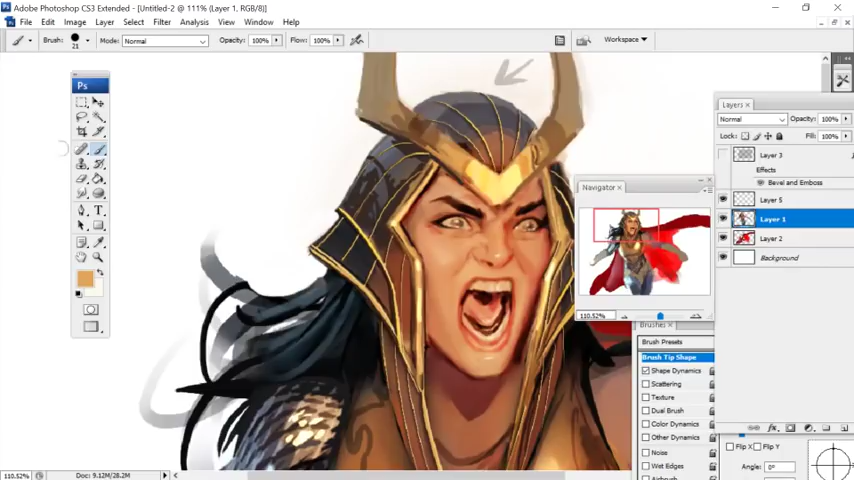 Adobe Photoshop CS3 Extended - [Untitled-2 @ 111% (Layer 1, RGB/8)]
File Edit Image Layer Select Filter Analysis View Window Help
Brush: 21 Mode: Normal Opacity: 100% Flow: 100% Workspace
Ps
Layers ×
Normal Opacity: 100%
Lock: Fill: 100%
Layer 3
Effects
Bevel and Emboss
Layer 5
Layer 1
Layer 2
Background
Navigator ×
110.52%
Brushes ×
Brush Presets
Brush Tip Shape
Shape Dynamics
Scattering
Texture
Dual Brush
Color Dynamics
Other Dynamics
Noise
Wet Edges
Airbrush
Flip X Flip Y
Angle: 0°
110.52% Doc: 9.12M/28.2M